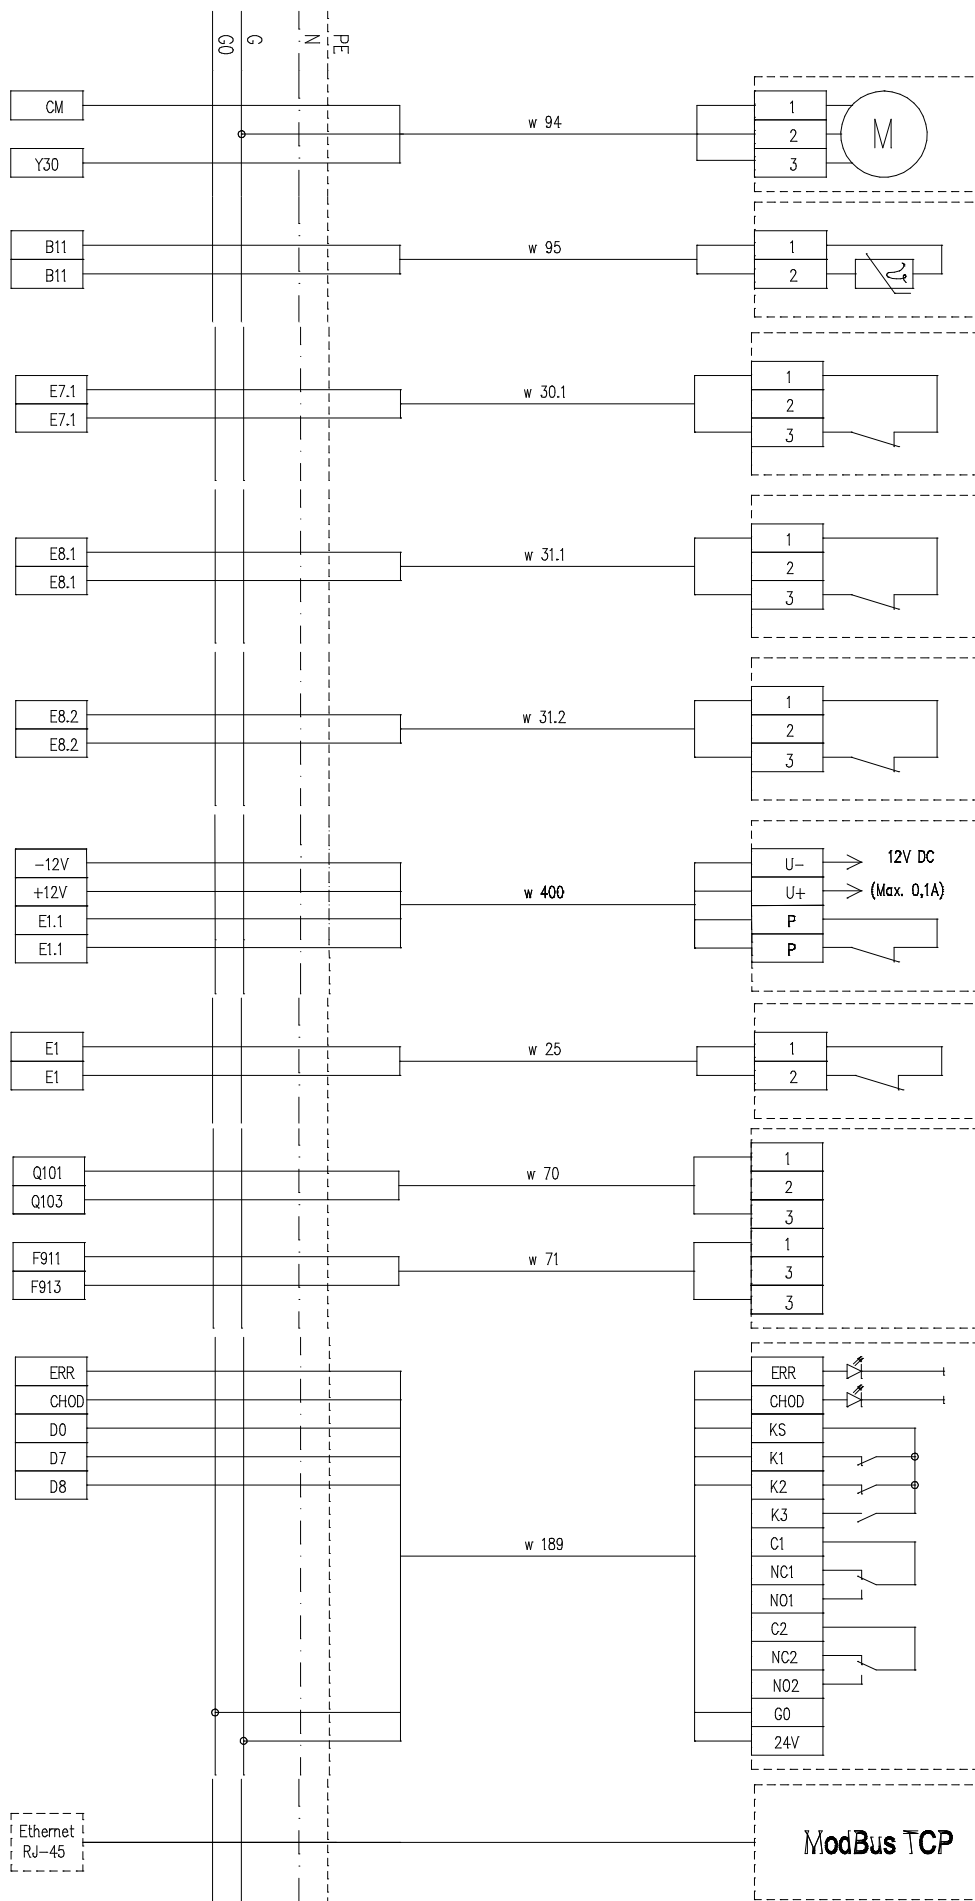 G0 G N PE
CM
Y30
w 94
1
2
3
M
B11
B11
w 95
1
2
E7.1
E7.1
w 30.1
1
2
3
E8.1
E8.1
w 31.1
1
2
3
E8.2
E8.2
w 31.2
1
2
3
-12V
+12V
E1.1
E1.1
w 400
U-
U+
P
P
12V DC
(Max. 0,1A)
E1
E1
w 25
1
2
Q101
Q103
w 70
1
2
3
F911
F913
w 71
1
3
3
ERR
CHOD
D0
D7
D8
w 189
ERR
CHOD
KS
K1
K2
K3
C1
NC1
NO1
C2
NC2
NO2
G0
24V
Ethernet
RJ-45
ModBus TCP